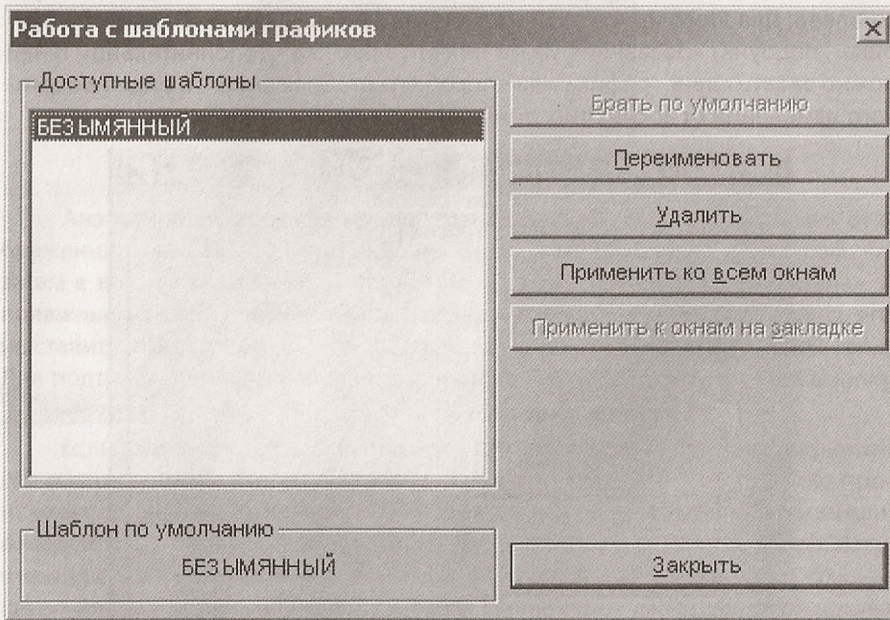 Работа с шаблонами графиков
Доступные шаблоны
БЕЗЫМЯННЫЙ
Брать по умолчанию
Переименовать
Удалить
Применить ко всем окнам
Применить к окнам на закладке
Шаблон по умолчанию
БЕЗЫМЯННЫЙ
Закрыть